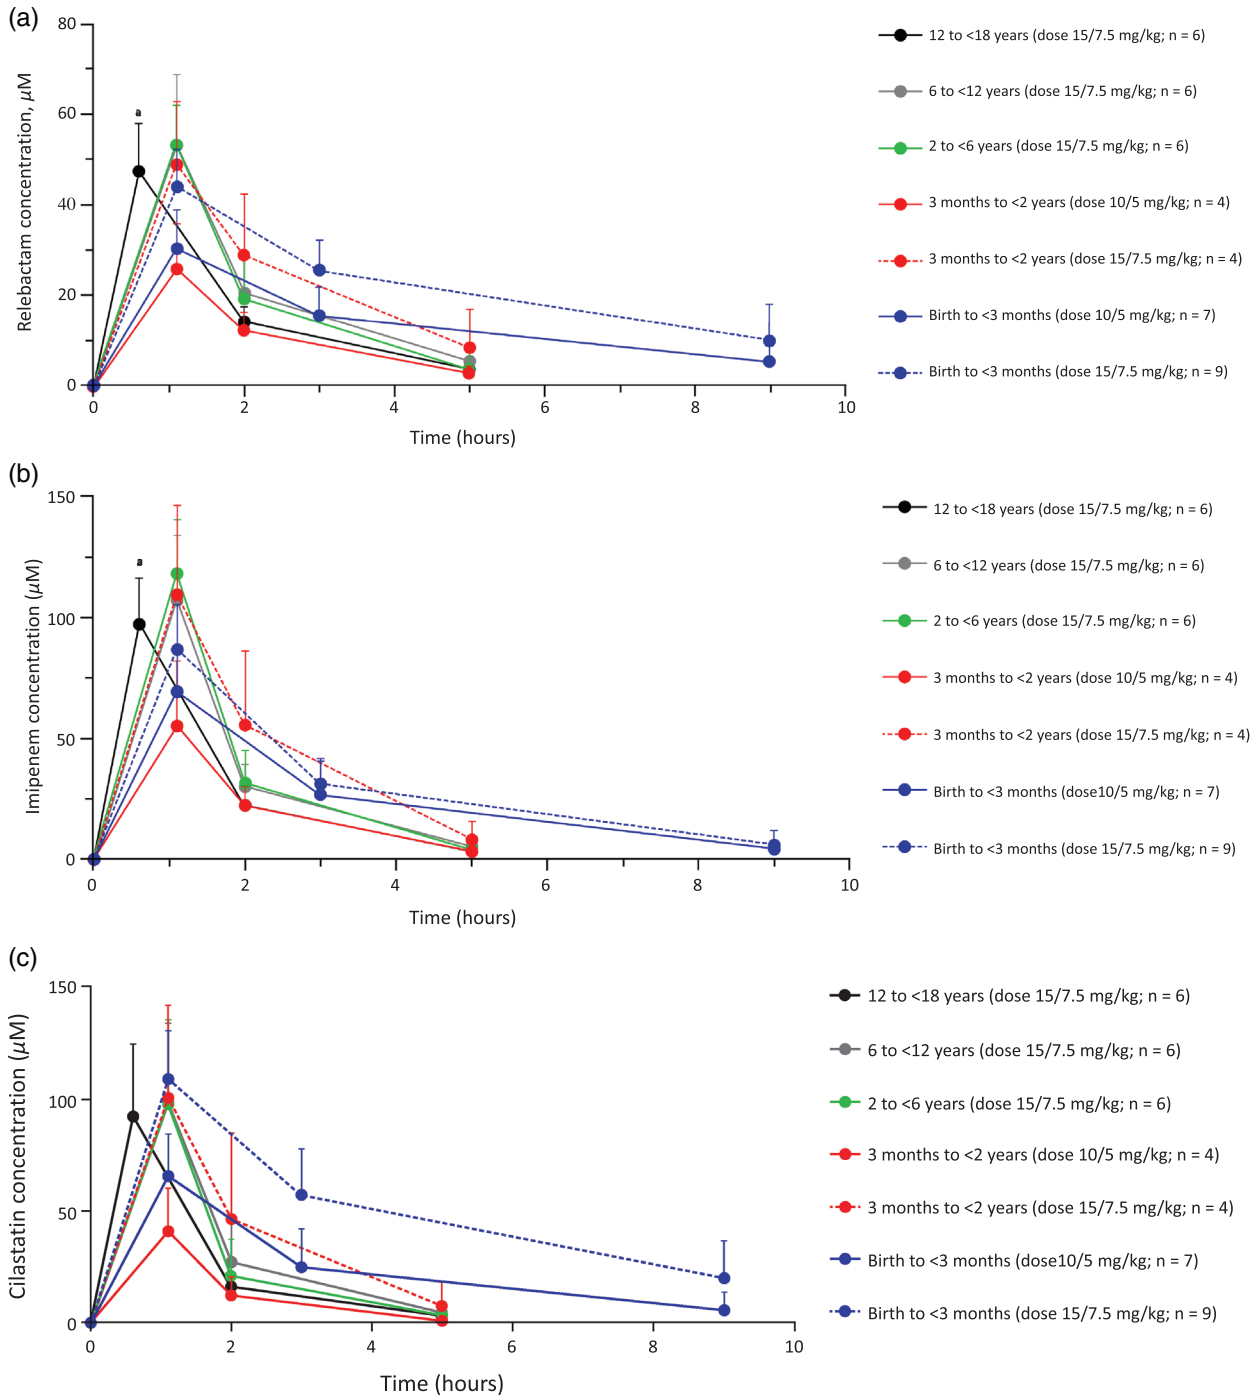 (a)
80
60
40
20
0
Relebactam concentration, μM
a
0
2
4
6
8
10
Time (hours)
12 to <18 years (dose 15/7.5 mg/kg; n = 6)
6 to <12 years (dose 15/7.5 mg/kg; n = 6)
2 to <6 years (dose 15/7.5 mg/kg; n = 6)
3 months to <2 years (dose 10/5 mg/kg; n = 4)
3 months to <2 years (dose 15/7.5 mg/kg; n = 4)
Birth to <3 months (dose 10/5 mg/kg; n = 7)
Birth to <3 months (dose 15/7.5 mg/kg; n = 9)
(b)
150
100
50
0
Imipenem concentration (μM)
a
0
2
4
6
8
10
Time (hours)
12 to <18 years (dose 15/7.5 mg/kg; n = 6)
6 to <12 years (dose 15/7.5 mg/kg; n = 6)
2 to <6 years (dose 15/7.5 mg/kg; n = 6)
3 months to <2 years (dose 10/5 mg/kg; n = 4)
3 months to <2 years (dose 15/7.5 mg/kg; n = 4)
Birth to <3 months (dose10/5 mg/kg; n = 7)
Birth to <3 months (dose 15/7.5 mg/kg; n = 9)
(c)
150
100
50
0
Cilastatin concentration (μM)
0
2
4
6
8
10
Time (hours)
12 to <18 years (dose 15/7.5 mg/kg; n = 6)
6 to <12 years (dose 15/7.5 mg/kg; n = 6)
2 to <6 years (dose 15/7.5 mg/kg; n = 6)
3 months to <2 years (dose 10/5 mg/kg; n = 4)
3 months to <2 years (dose 15/7.5 mg/kg; n = 4)
Birth to <3 months (dose10/5 mg/kg; n = 7)
Birth to <3 months (dose 15/7.5 mg/kg; n = 9)